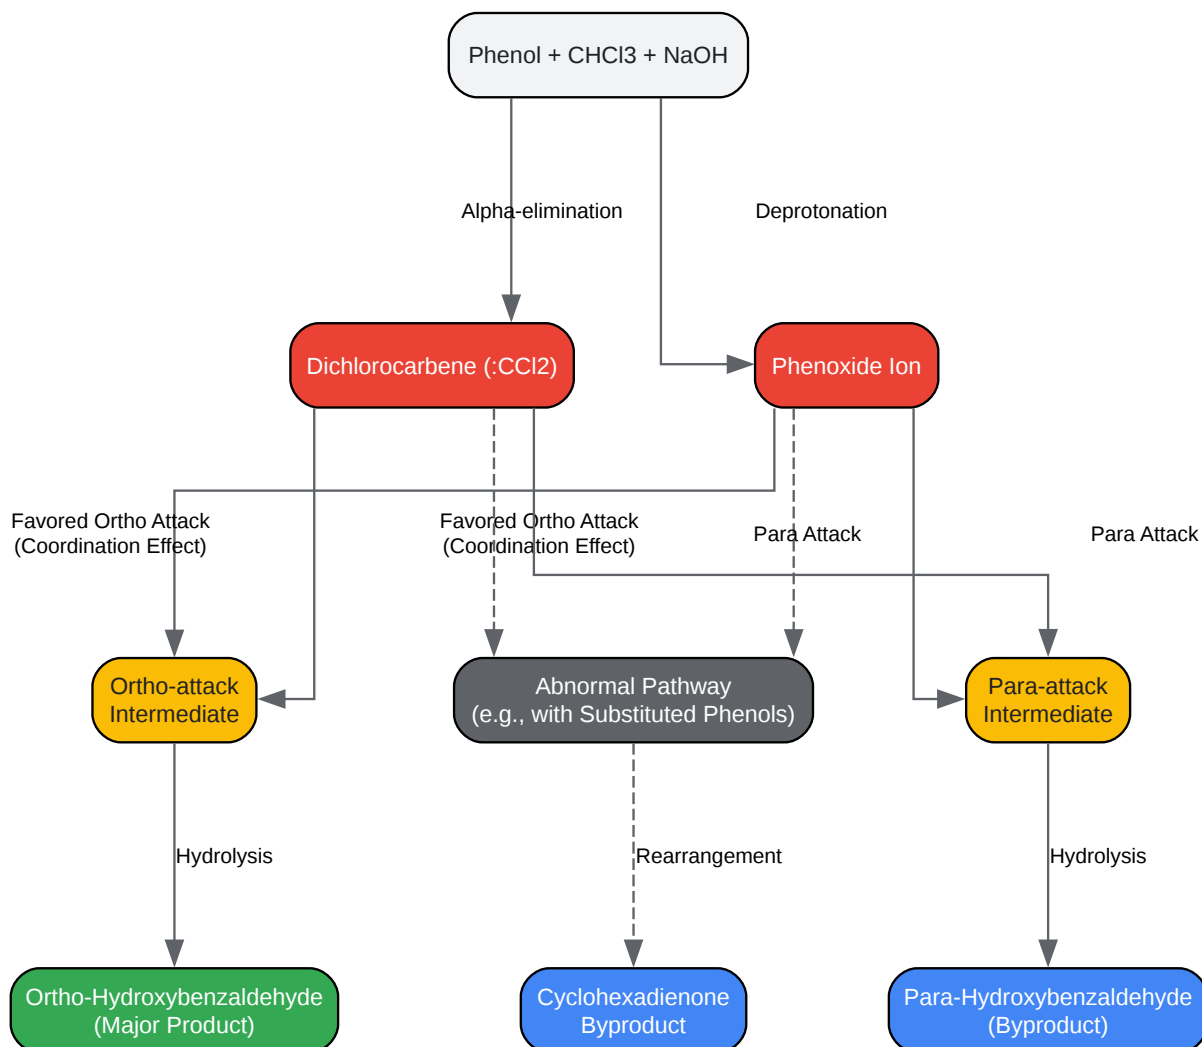 Phenol + CHCl3 + NaOH
Alpha-elimination
Deprotonation
Dichlorocarbene (:CCl2)
Phenoxide Ion
Favored Ortho Attack
(Coordination Effect)
Favored Ortho Attack
(Coordination Effect)
Para Attack
Para Attack
Ortho-attack
Intermediate
Abnormal Pathway
(e.g., with Substituted Phenols)
Para-attack
Intermediate
Hydrolysis
Rearrangement
Hydrolysis
Ortho-Hydroxybenzaldehyde
(Major Product)
Cyclohexadienone
Byproduct
Para-Hydroxybenzaldehyde
(Byproduct)